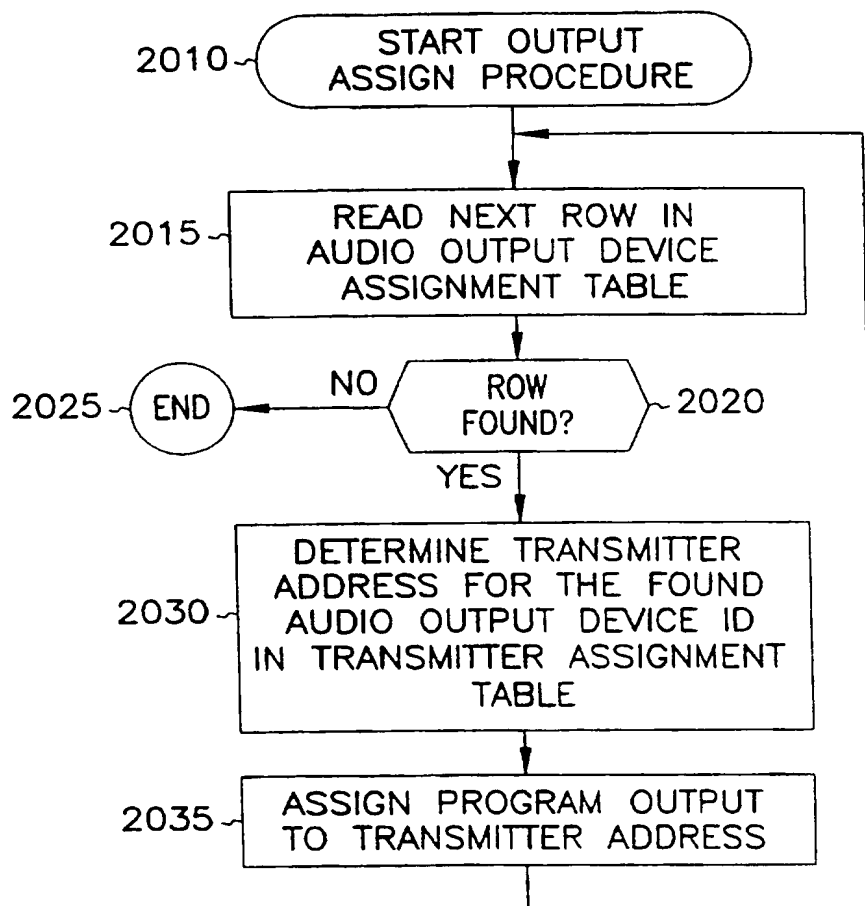 2010
START OUTPUT
ASSIGN PROCEDURE
2015
READ NEXT ROW IN
AUDIO OUTPUT DEVICE
ASSIGNMENT TABLE
2025
END
NO
ROW
FOUND?
2020
YES
2030
DETERMINE TRANSMITTER
ADDRESS FOR THE FOUND
AUDIO OUTPUT DEVICE ID
IN TRANSMITTER ASSIGNMENT
TABLE
2035
ASSIGN PROGRAM OUTPUT
TO TRANSMITTER ADDRESS